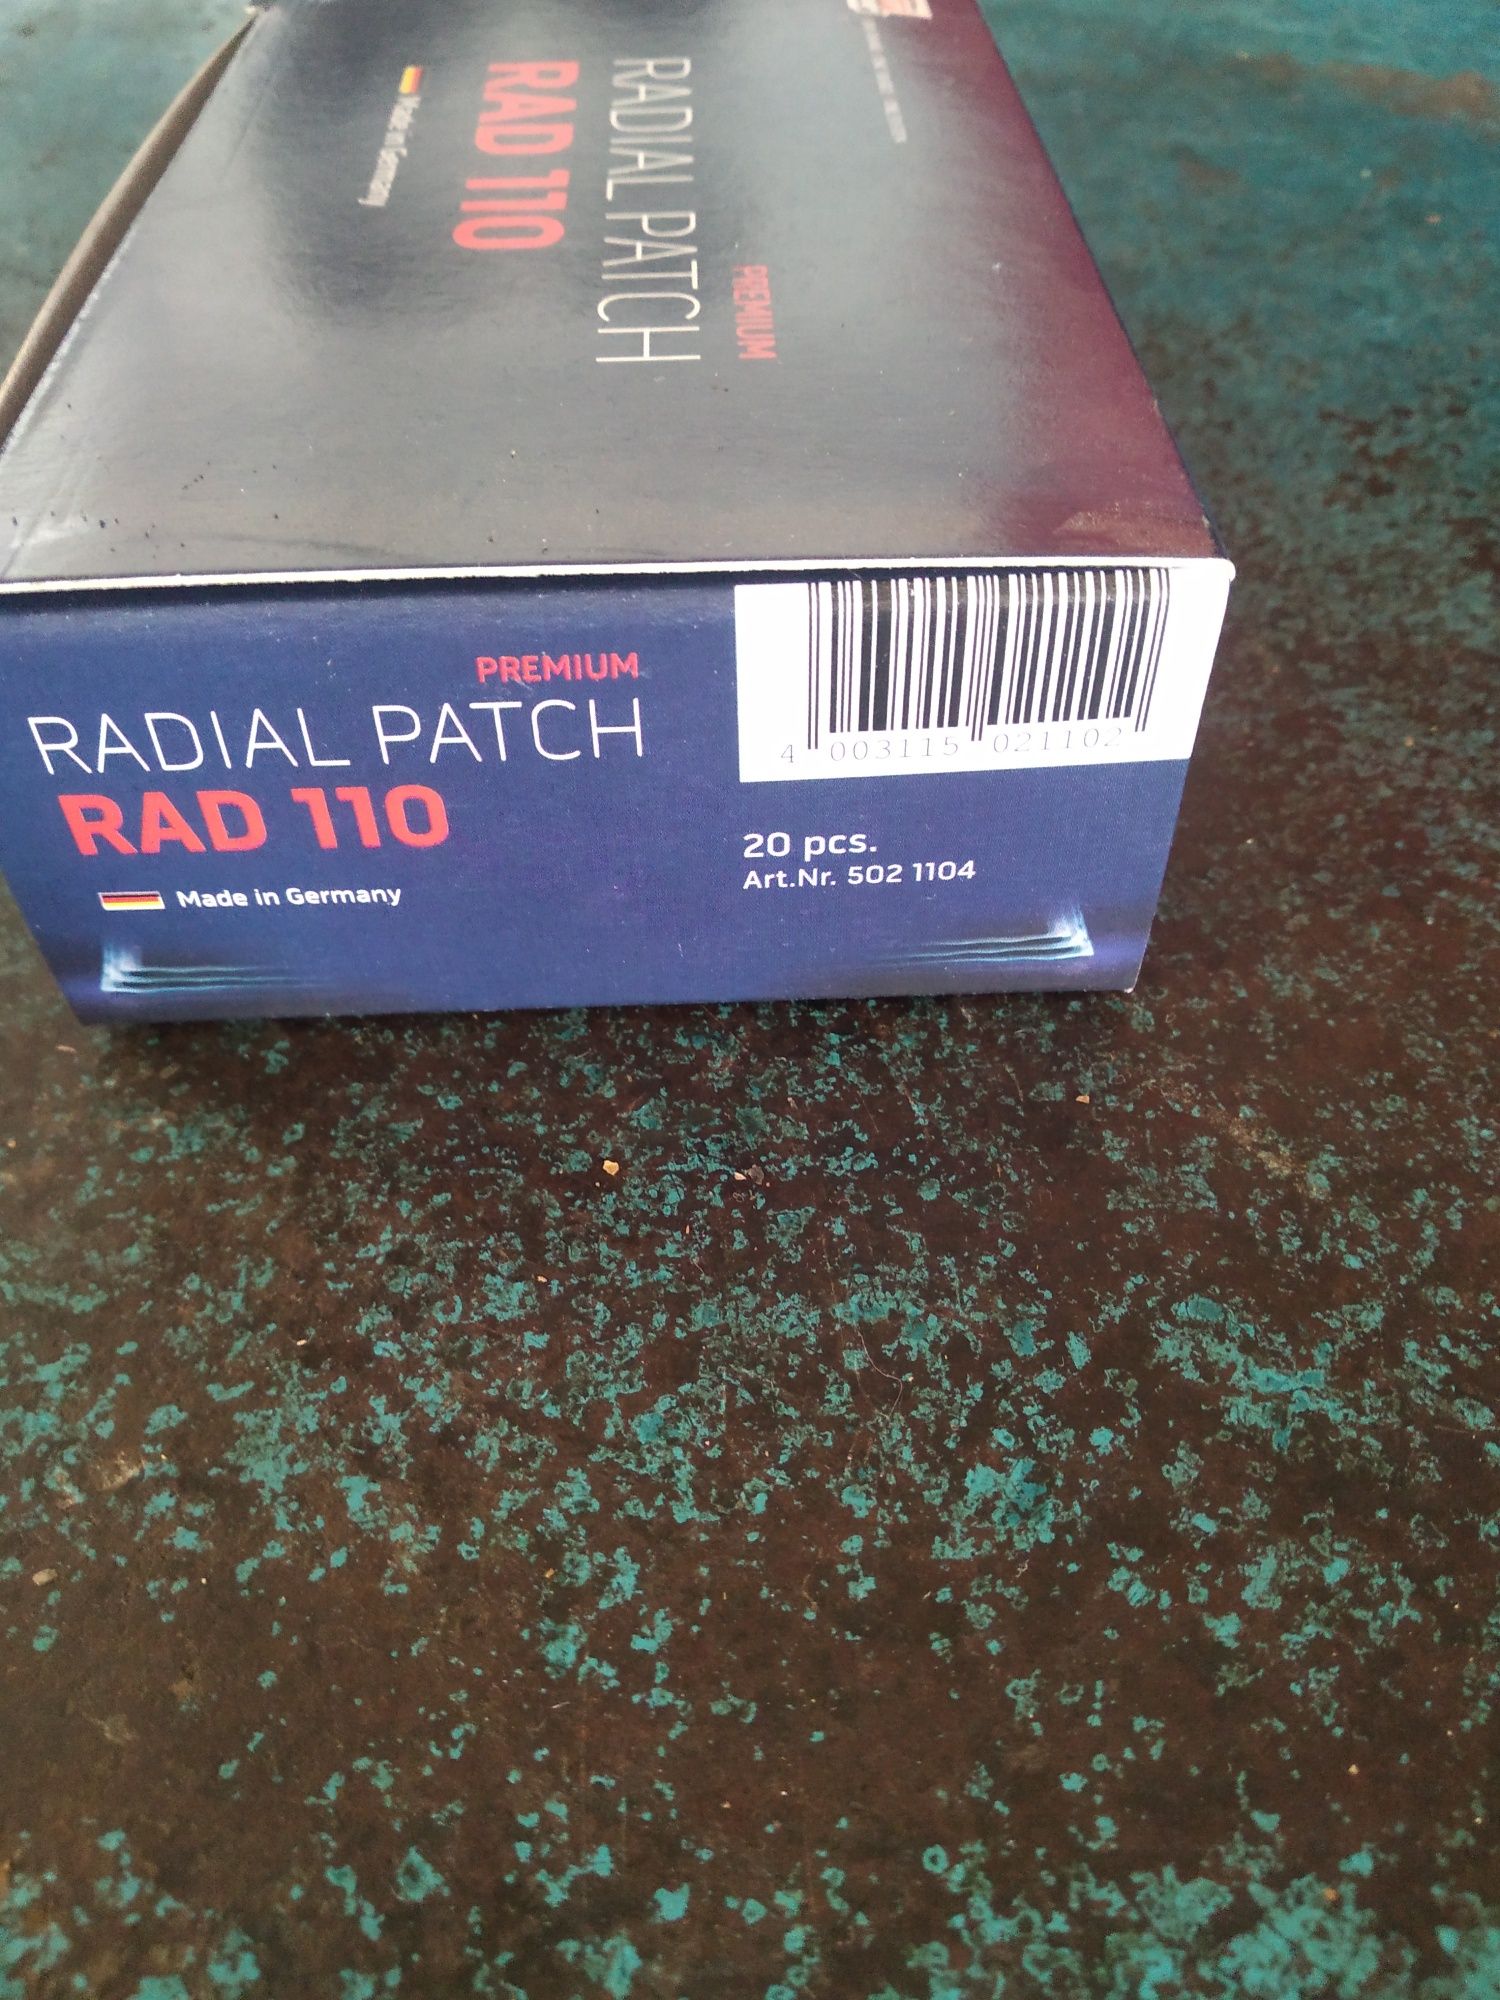 PREMIUM
RADIAL PATCH
RAD 110
Made in Germany
PREMIUM
RADIAL PATCH
RAD 110
Made in Germany
4 003115 021102
20 pcs.
Art.Nr. 502 1104